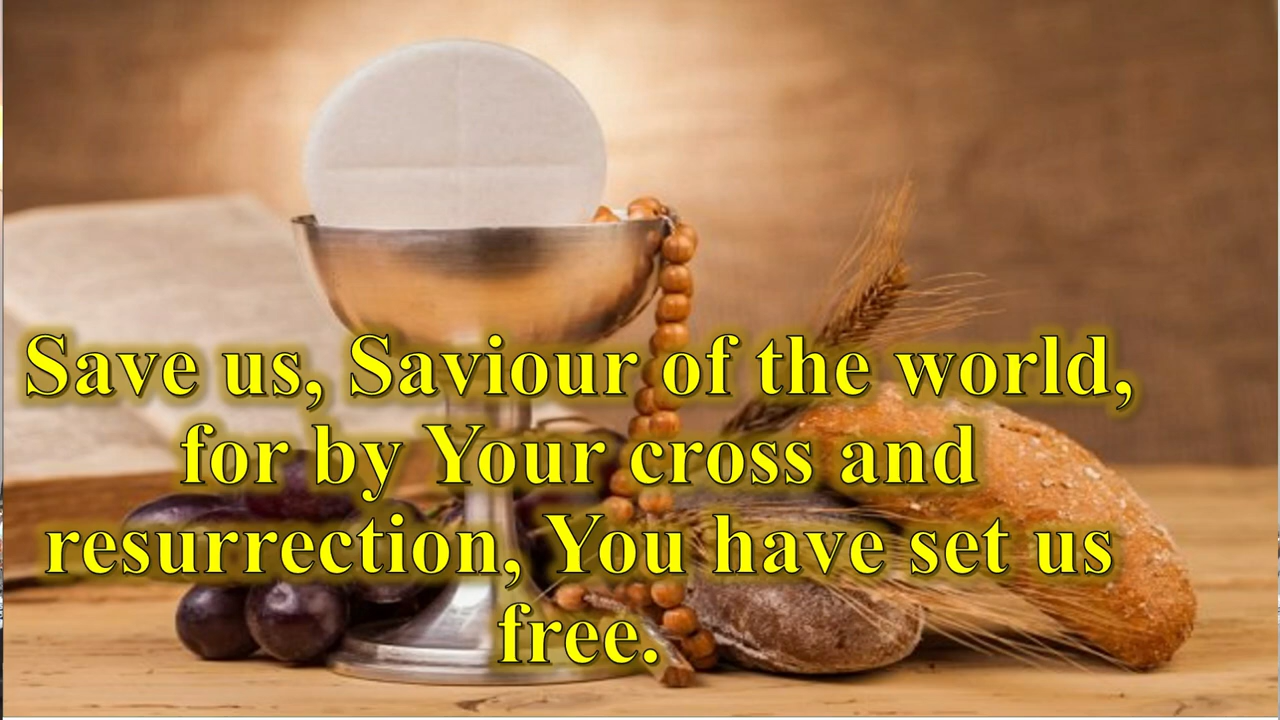 Save us, Saviour of the world,
for by Your cross and
resurrection, You have set us
free.